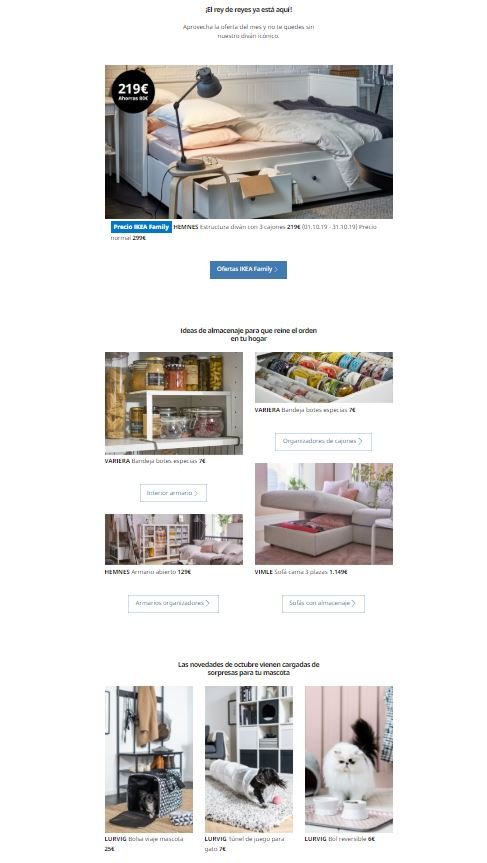 ¡El rey de reyes ya está aquí!
Aprovecha la oferta del mes y no te quedes sin
nuestro diván icónico.
219€
Ahorras 80€
Precio IKEA Family HEMNES Estructura diván con 3 cajones 219€ (01.10.19 - 31.10.19) Precio
normal 299€
Ofertas IKEA Family
Ideas de almacenaje para que reine el orden
en tu hogar
VARIERA Bandeja botes especias 7€
Interior armario
HEMNES Armario abierto 129€
Armarios organizadores
VARIERA Bandeja botes especias 7€
Organizadores de cajones
VIMLE Sofá cama 3 plazas 1.149€
Sofás con almacenaje
Las novedades de octubre vienen cargadas de
sorpresas para tu mascota
LURVIG Bolsa viaje mascota
25€
LURVIG Túnel de juego para
gato 7€
LURVIG Bol reversible 6€